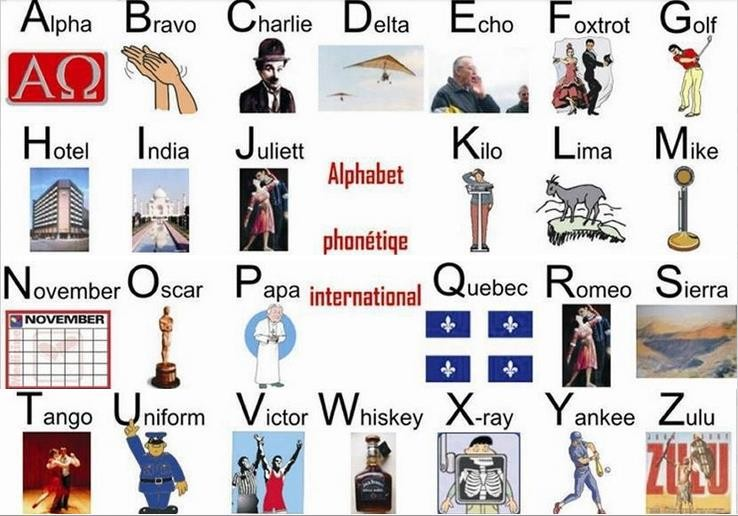 Alpha Bravo Charlie Delta Echo Foxtrot Golf
ΑΩ
Hotel India Juliett Kilo Lima Mike
Alphabet
phonétiqe
international
November Oscar Papa Quebec Romeo Sierra
NOVEMBER
Tango Uniform Victor Whiskey X-ray Yankee Zulu
ZULU